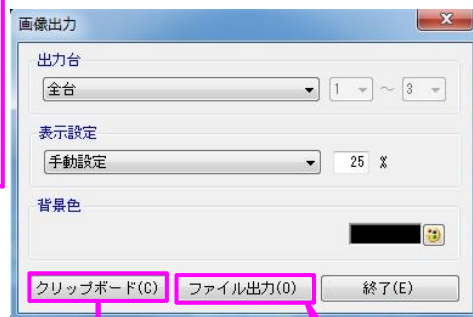 画像出力
出力台
全台 1 ～ 3
表示設定
手動設定 25 %
背景色
クリップボード(C) ファイル出力(O) 終了(E)